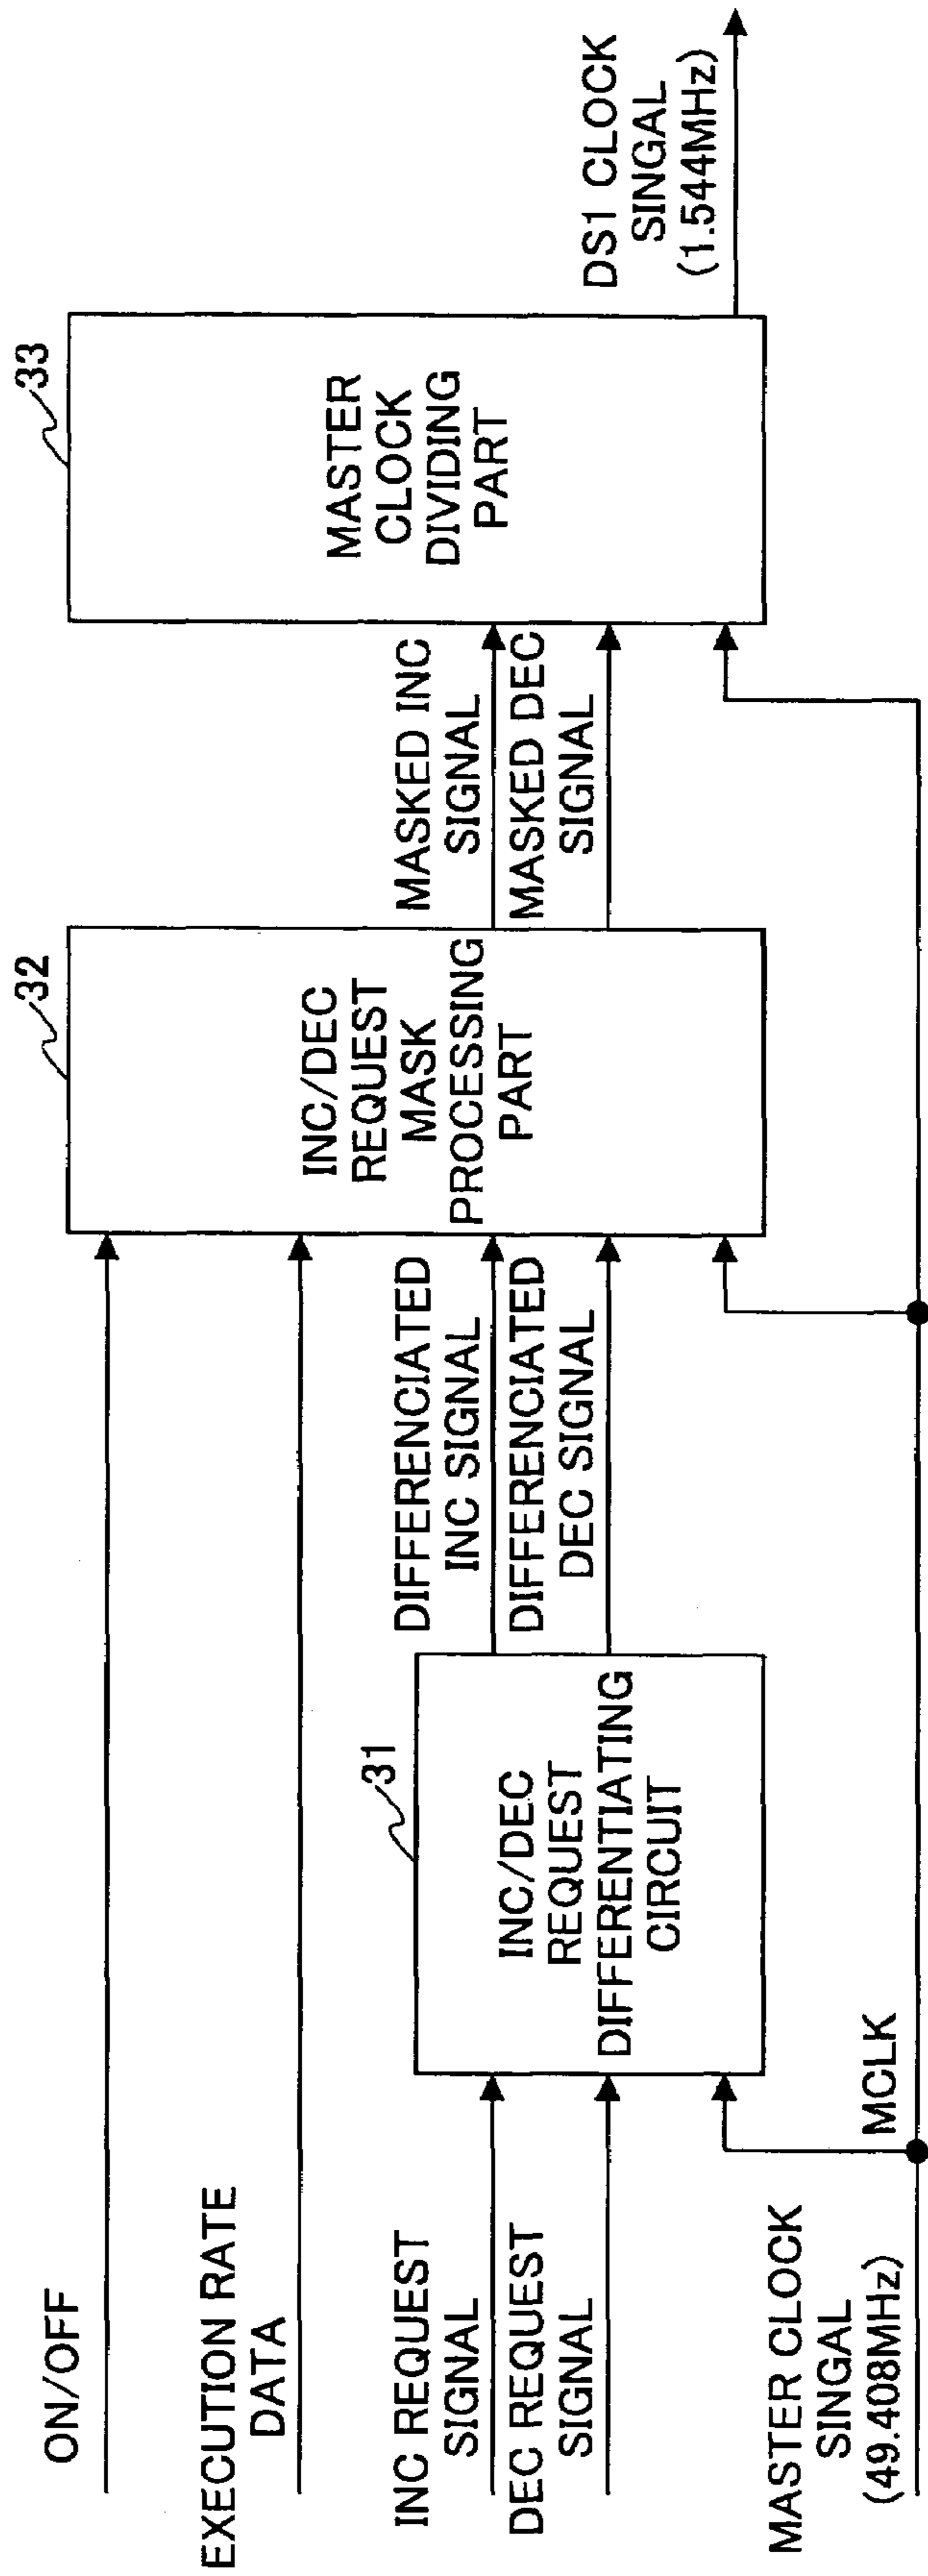 ON/OFF
EXECUTION RATE
DATA
INC REQUEST
SIGNAL
DEC REQUEST
SIGNAL
MASTER CLOCK
SINGAL
(49.408MHz)
MCLK
31
INC/DEC
REQUEST
DIFFERENTIATING
CIRCUIT
DIFFERENCIATED
INC SIGNAL
DIFFERENCIATED
DEC SIGNAL
32
INC/DEC
REQUEST
MASK
PROCESSING
PART
MASKED INC
SIGNAL
MASKED DEC
SIGNAL
33
MASTER
CLOCK
DIVIDING
PART
DS1 CLOCK
SINGAL
(1.544MHz)